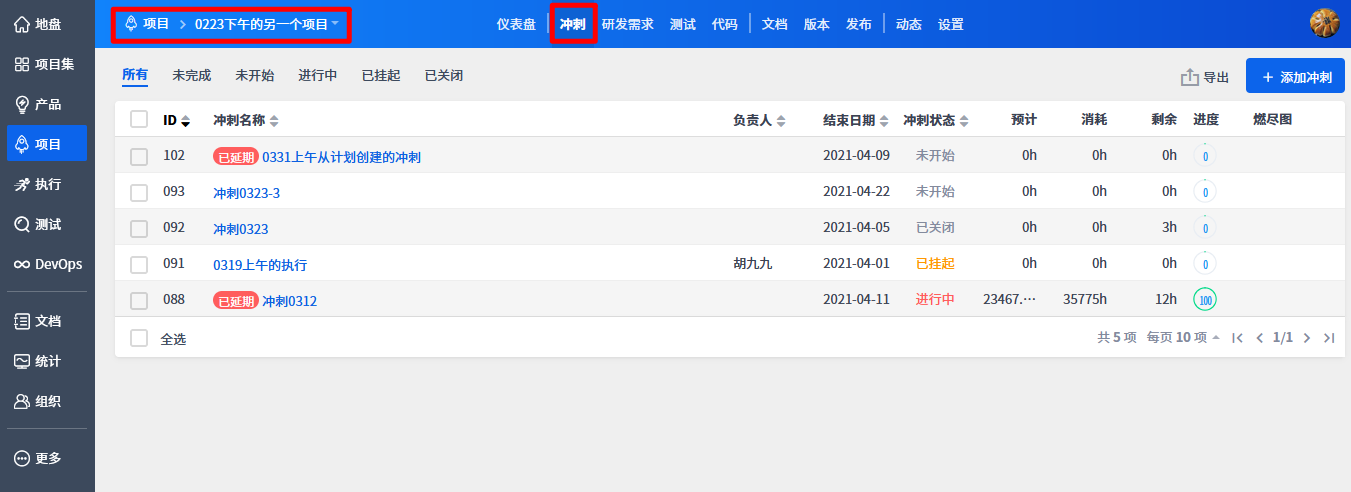 地盘
项目集
产品
项目
执行
测试
DevOps
文档
统计
组织
更多
项目 > 0223下午的另一个项目
仪表盘 冲刺 研发需求 测试 代码 文档 版本 发布 动态 设置
所有 未完成 未开始 进行中 已挂起 已关闭
导出 + 添加冲刺
ID 冲刺名称 负责人 结束日期 冲刺状态 预计 消耗 剩余 进度 燃尽图
102 已延期 0331上午从计划创建的冲刺 2021-04-09 未开始 0h 0h 0h 0
093 冲刺0323-3 2021-04-22 未开始 0h 0h 0h 0
092 冲刺0323 2021-04-05 已关闭 0h 0h 3h 0
091 0319上午的执行 胡九九 2021-04-01 已挂起 0h 0h 0h 0
088 已延期 冲刺0312 2021-04-11 进行中 23467.··· 35775h 12h 100
全选
共 5 项 每页 10 项 1/1